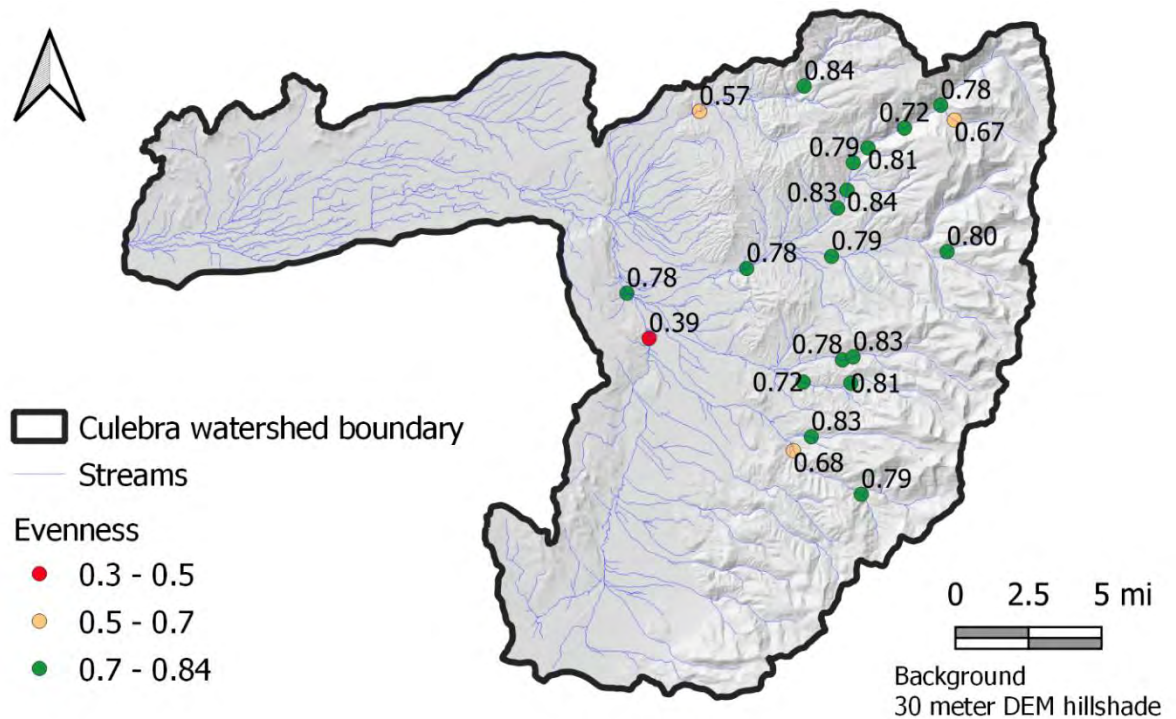 0.84
0.57
0.78
0.72
0.67
0.79
0.81
0.83
0.84
0.79
0.80
0.78
0.78
0.39
0.78
0.83
0.72
0.81
0.83
0.68
0.79
Culebra watershed boundary
Streams
Evenness
0.3 - 0.5
0.5 - 0.7
0.7 - 0.84
0 2.5 5 mi
Background
30 meter DEM hillshade